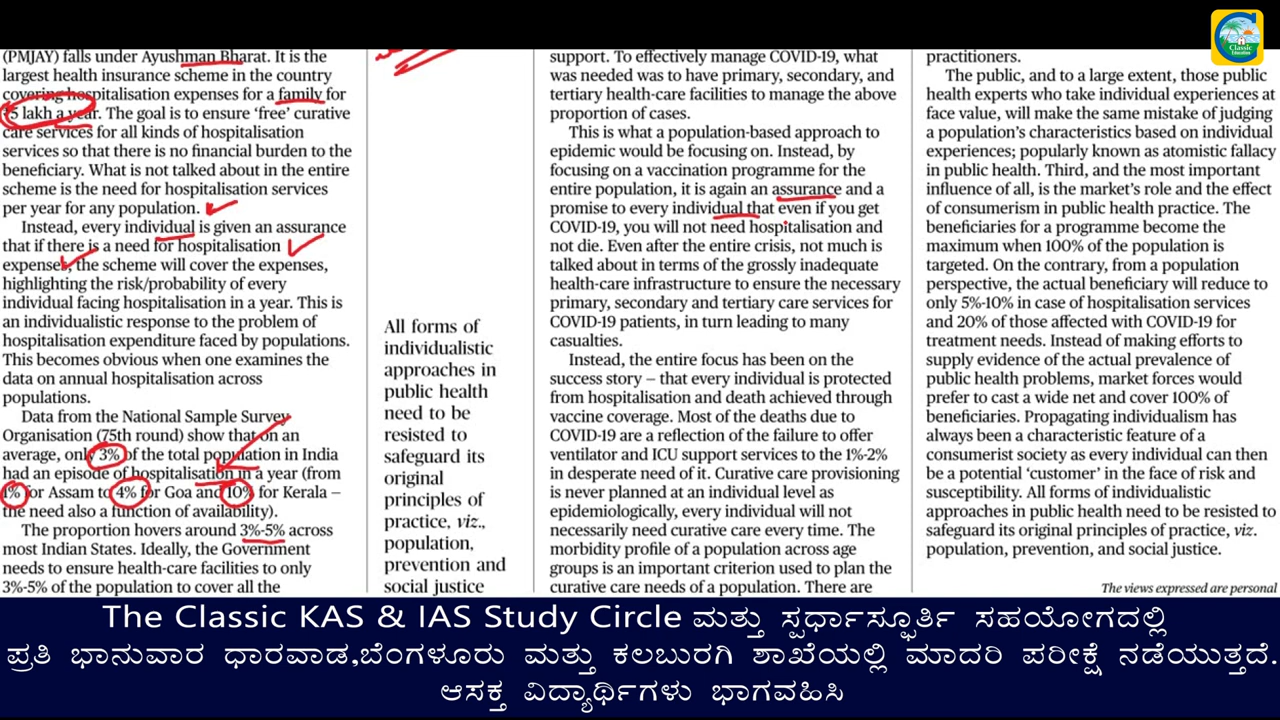 (PMJAY) falls under Ayushman Bharat. It is the
largest health insurance scheme in the country
covering hospitalisation expenses for a family for
₹5 lakh a year. The goal is to ensure ‘free’ curative
care services for all kinds of hospitalisation
services so that there is no financial burden to the
beneficiary. What is not talked about in the entire
scheme is the need for hospitalisation services
per year for any population.
Instead, every individual is given an assurance
that if there is a need for hospitalisation
expenses, the scheme will cover the expenses,
highlighting the risk/probability of every
individual facing hospitalisation in a year. This is
an individualistic response to the problem of
hospitalisation expenditure faced by populations.
This becomes obvious when one examines the
data on annual hospitalisation across
populations.
Data from the National Sample Survey
Organisation (75th round) show that on an
average, only 3% of the total population in India
had an episode of hospitalisation in a year (from
1% for Assam to 4% for Goa and 10% for Kerala —
the need also a function of availability).
The proportion hovers around 3%-5% across
most Indian States. Ideally, the Government
needs to ensure health-care facilities to only
3%-5% of the population to cover all the
All forms of
individualistic
approaches in
public health
need to be
resisted to
safeguard its
original
principles of
practice, viz.,
population,
prevention and
social justice
support. To effectively manage COVID-19, what
was needed was to have primary, secondary, and
tertiary health-care facilities to manage the above
proportion of cases.
This is what a population-based approach to
epidemic would be focusing on. Instead, by
focusing on a vaccination programme for the
entire population, it is again an assurance and a
promise to every individual that even if you get
COVID-19, you will not need hospitalisation and
not die. Even after the entire crisis, not much is
talked about in terms of the grossly inadequate
health-care infrastructure to ensure the necessary
primary, secondary and tertiary care services for
COVID-19 patients, in turn leading to many
casualties.
Instead, the entire focus has been on the
success story — that every individual is protected
from hospitalisation and death achieved through
vaccine coverage. Most of the deaths due to
COVID-19 are a reflection of the failure to offer
ventilator and ICU support services to the 1%-2%
in desperate need of it. Curative care provisioning
is never planned at an individual level as
epidemiologically, every individual will not
necessarily need curative care every time. The
morbidity profile of a population across age
groups is an important criterion used to plan the
curative care needs of a population. There are
practitioners.
The public, and to a large extent, those public
health experts who take individual experiences at
face value, will make the same mistake of judging
a population’s characteristics based on individual
experiences; popularly known as atomistic fallacy
in public health. Third, and the most important
influence of all, is the market’s role and the effect
of consumerism in public health practice. The
beneficiaries for a programme become the
maximum when 100% of the population is
targeted. On the contrary, from a population
perspective, the actual beneficiary will reduce to
only 5%-10% in case of hospitalisation services
and 20% of those affected with COVID-19 for
treatment needs. Instead of making efforts to
supply evidence of the actual prevalence of
public health problems, market forces would
prefer to cast a wide net and cover 100% of
beneficiaries. Propagating individualism has
always been a characteristic feature of a
consumerist society as every individual can then
be a potential ‘customer’ in the face of risk and
susceptibility. All forms of individualistic
approaches in public health need to be resisted to
safeguard its original principles of practice, viz.
population, prevention, and social justice.
The views expressed are personal
Classic
Education
The Classic KAS & IAS Study Circle ಮತ್ತು ಸ್ಪರ್ಧಾಸ್ಫೂರ್ತಿ ಸಹಯೋಗದಲ್ಲಿ
ಪ್ರತಿ ಭಾನುವಾರ ಧಾರವಾಡ,ಬೆಂಗಳೂರು ಮತ್ತು ಕಲಬುರಗಿ ಶಾಖೆಯಲ್ಲಿ ಮಾದರಿ ಪರೀಕ್ಷೆ ನಡೆಯುತ್ತದೆ.
ಆಸಕ್ತ ವಿದ್ಯಾರ್ಥಿಗಳು ಭಾಗವಹಿಸಿ